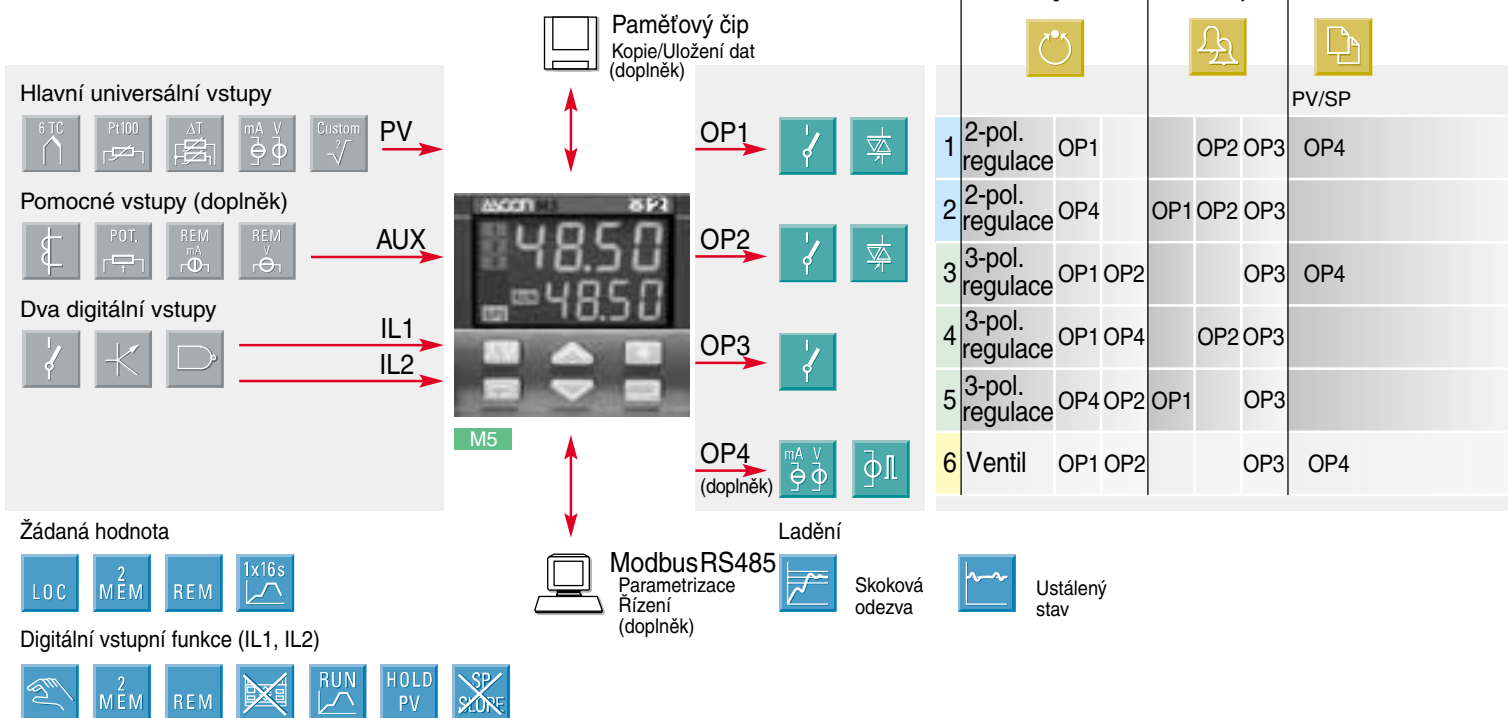 Paměťový čip
Kopie/Uložení dat
(doplněk)
Hlavní universální vstupy
6 TC
Pt100
ΔT
mA V
Custom
PV
Pomocné vstupy (doplněk)
POT.
REM
mA
REM
V
AUX
Dva digitální vstupy
IL1
IL2
48.50
48.50
M5
OP1
OP2
OP3
OP4
(doplněk)
mA V
PV/SP
1 2-pol. regulace OP1 OP2 OP3 OP4
2 2-pol. regulace OP4 OP1 OP2 OP3
3 3-pol. regulace OP1 OP2 OP3 OP4
4 3-pol. regulace OP1 OP4 OP2 OP3
5 3-pol. regulace OP4 OP2 OP1 OP3
6 Ventil OP1 OP2 OP3 OP4
Žádaná hodnota
LOC
2
MEM
REM
1x16s
Modbus RS485
Parametrizace
Řízení
(doplněk)
Ladění
Skoková
odezva
Ustálený
stav
Digitální vstupní funkce (IL1, IL2)
2
MEM
REM
RUN
HOLD
PV
SP
SLOPE